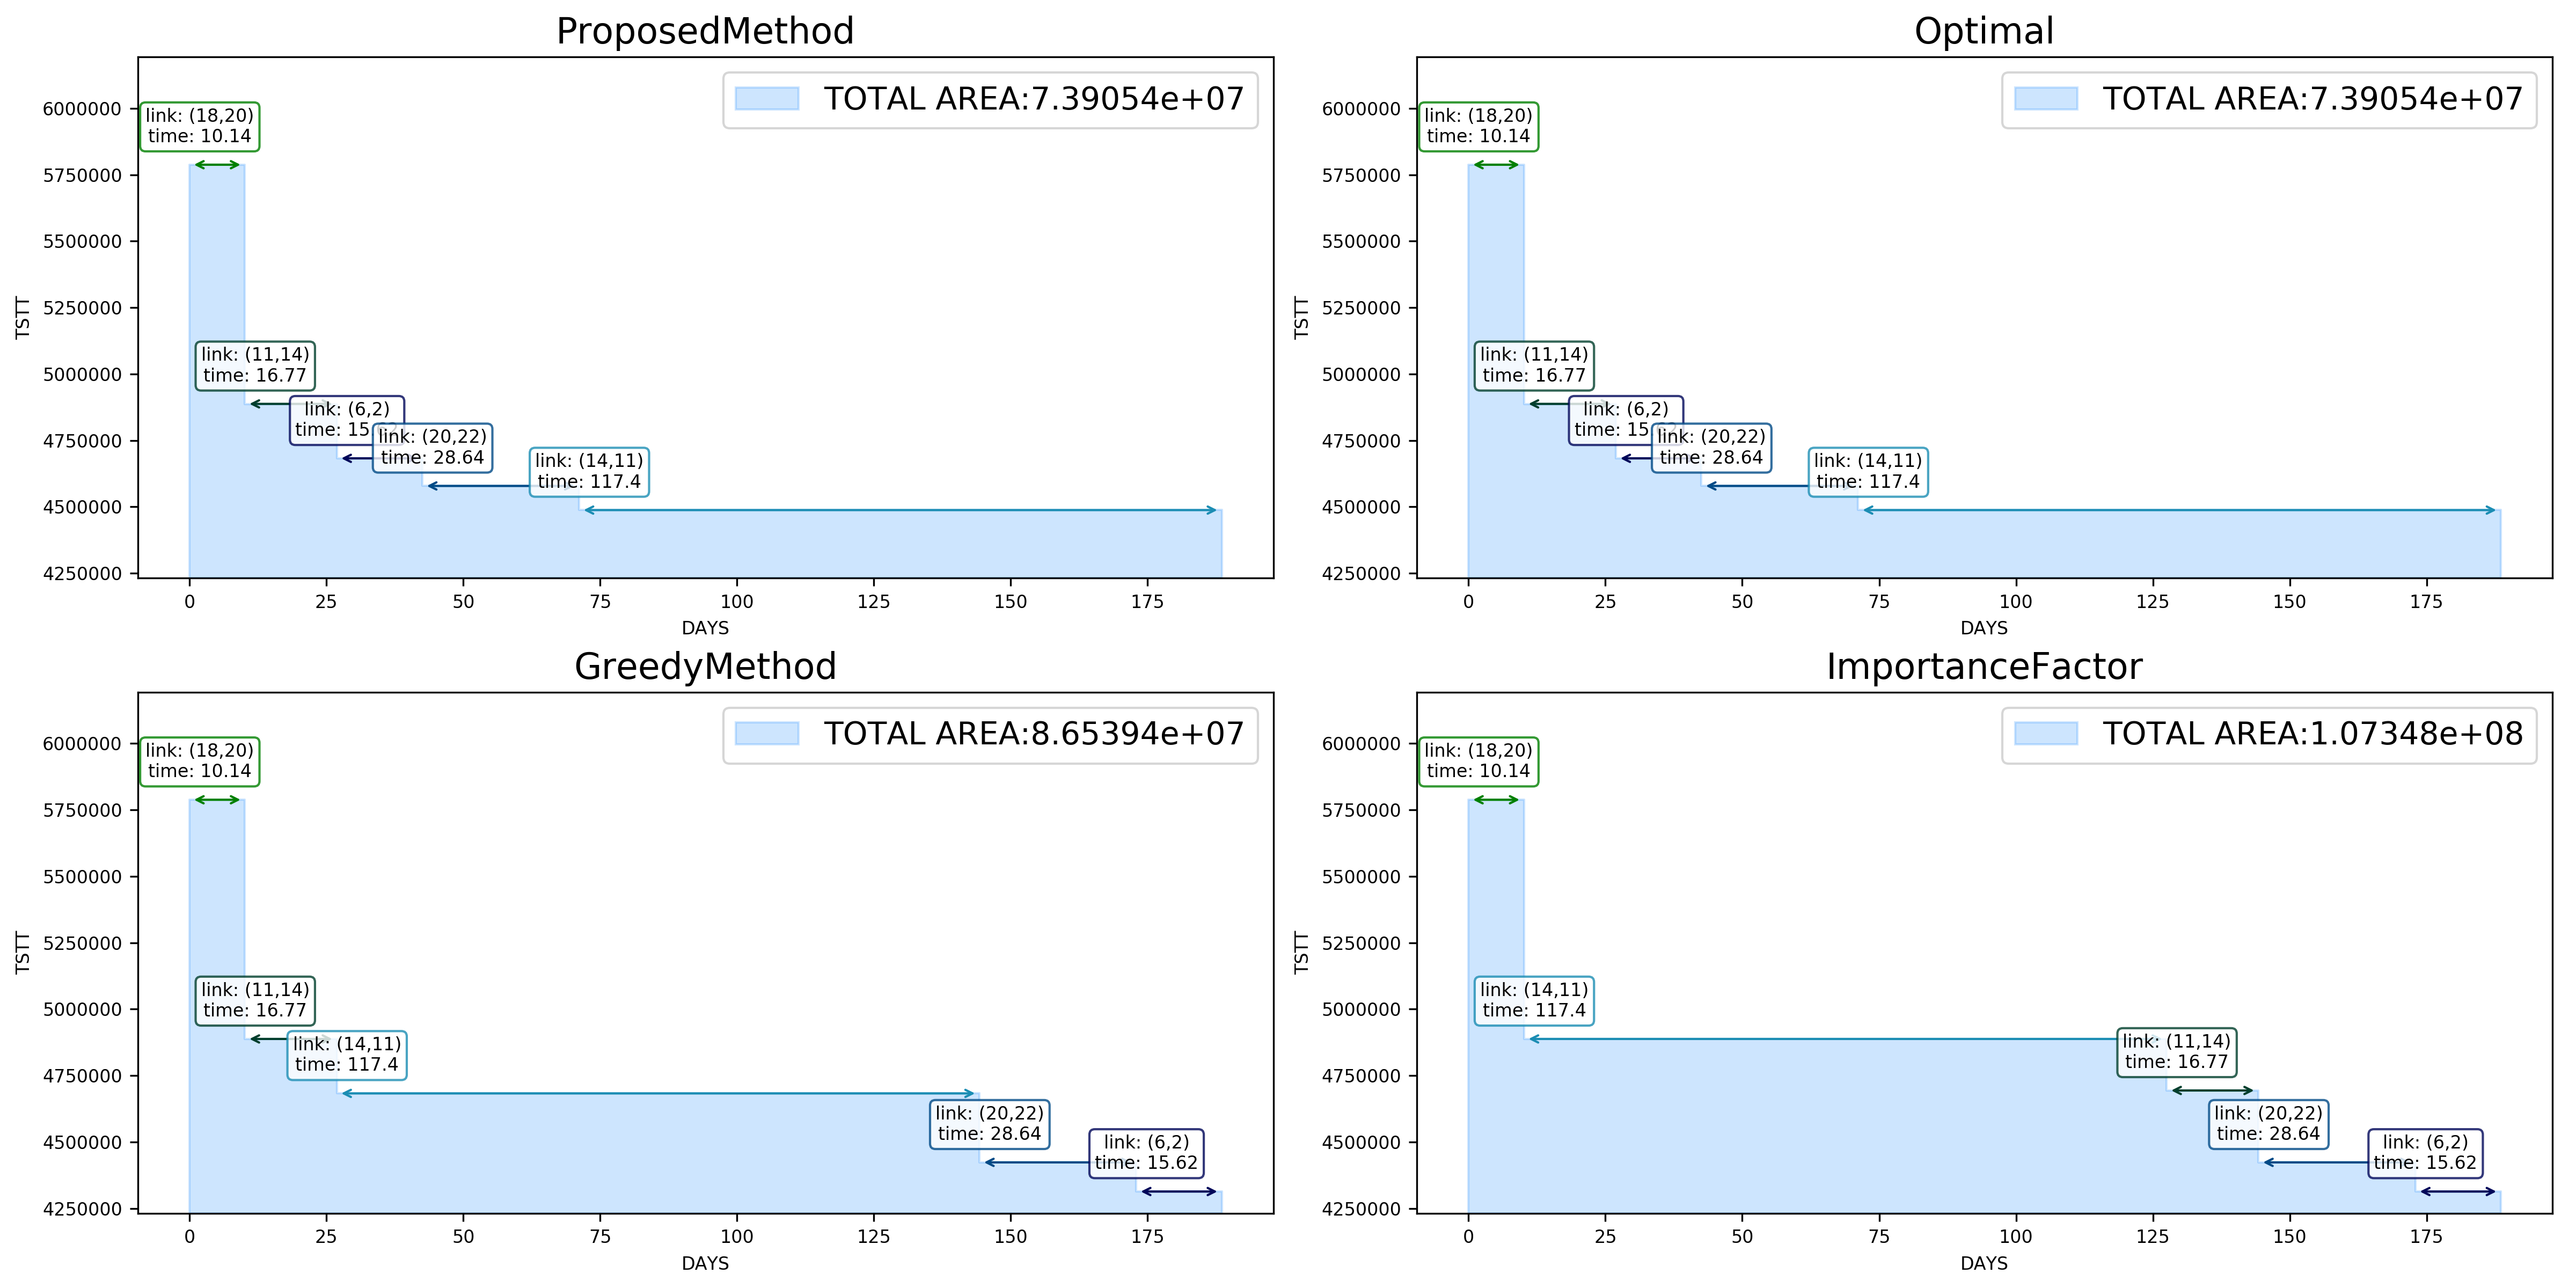 ProposedMethod
TOTAL AREA:7.39054e+07
6000000
5750000
5500000
5250000
5000000
4750000
4500000
4250000
TSTT
link: (18,20)
time: 10.14
link: (11,14)
time: 16.77
link: (6,2)
time: 15
link: (20,22)
time: 28.64
link: (14,11)
time: 117.4
0 25 50 75 100 125 150 175
DAYS
Optimal
TOTAL AREA:7.39054e+07
6000000
5750000
5500000
5250000
5000000
4750000
4500000
4250000
TSTT
link: (18,20)
time: 10.14
link: (11,14)
time: 16.77
link: (6,2)
time: 15
link: (20,22)
time: 28.64
link: (14,11)
time: 117.4
0 25 50 75 100 125 150 175
DAYS
GreedyMethod
TOTAL AREA:8.65394e+07
6000000
5750000
5500000
5250000
5000000
4750000
4500000
4250000
TSTT
link: (18,20)
time: 10.14
link: (11,14)
time: 16.77
link: (14,11)
time: 117.4
link: (20,22)
time: 28.64
link: (6,2)
time: 15.62
0 25 50 75 100 125 150 175
DAYS
ImportanceFactor
TOTAL AREA:1.07348e+08
6000000
5750000
5500000
5250000
5000000
4750000
4500000
4250000
TSTT
link: (18,20)
time: 10.14
link: (14,11)
time: 117.4
link: (11,14)
time: 16.77
link: (20,22)
time: 28.64
link: (6,2)
time: 15.62
0 25 50 75 100 125 150 175
DAYS